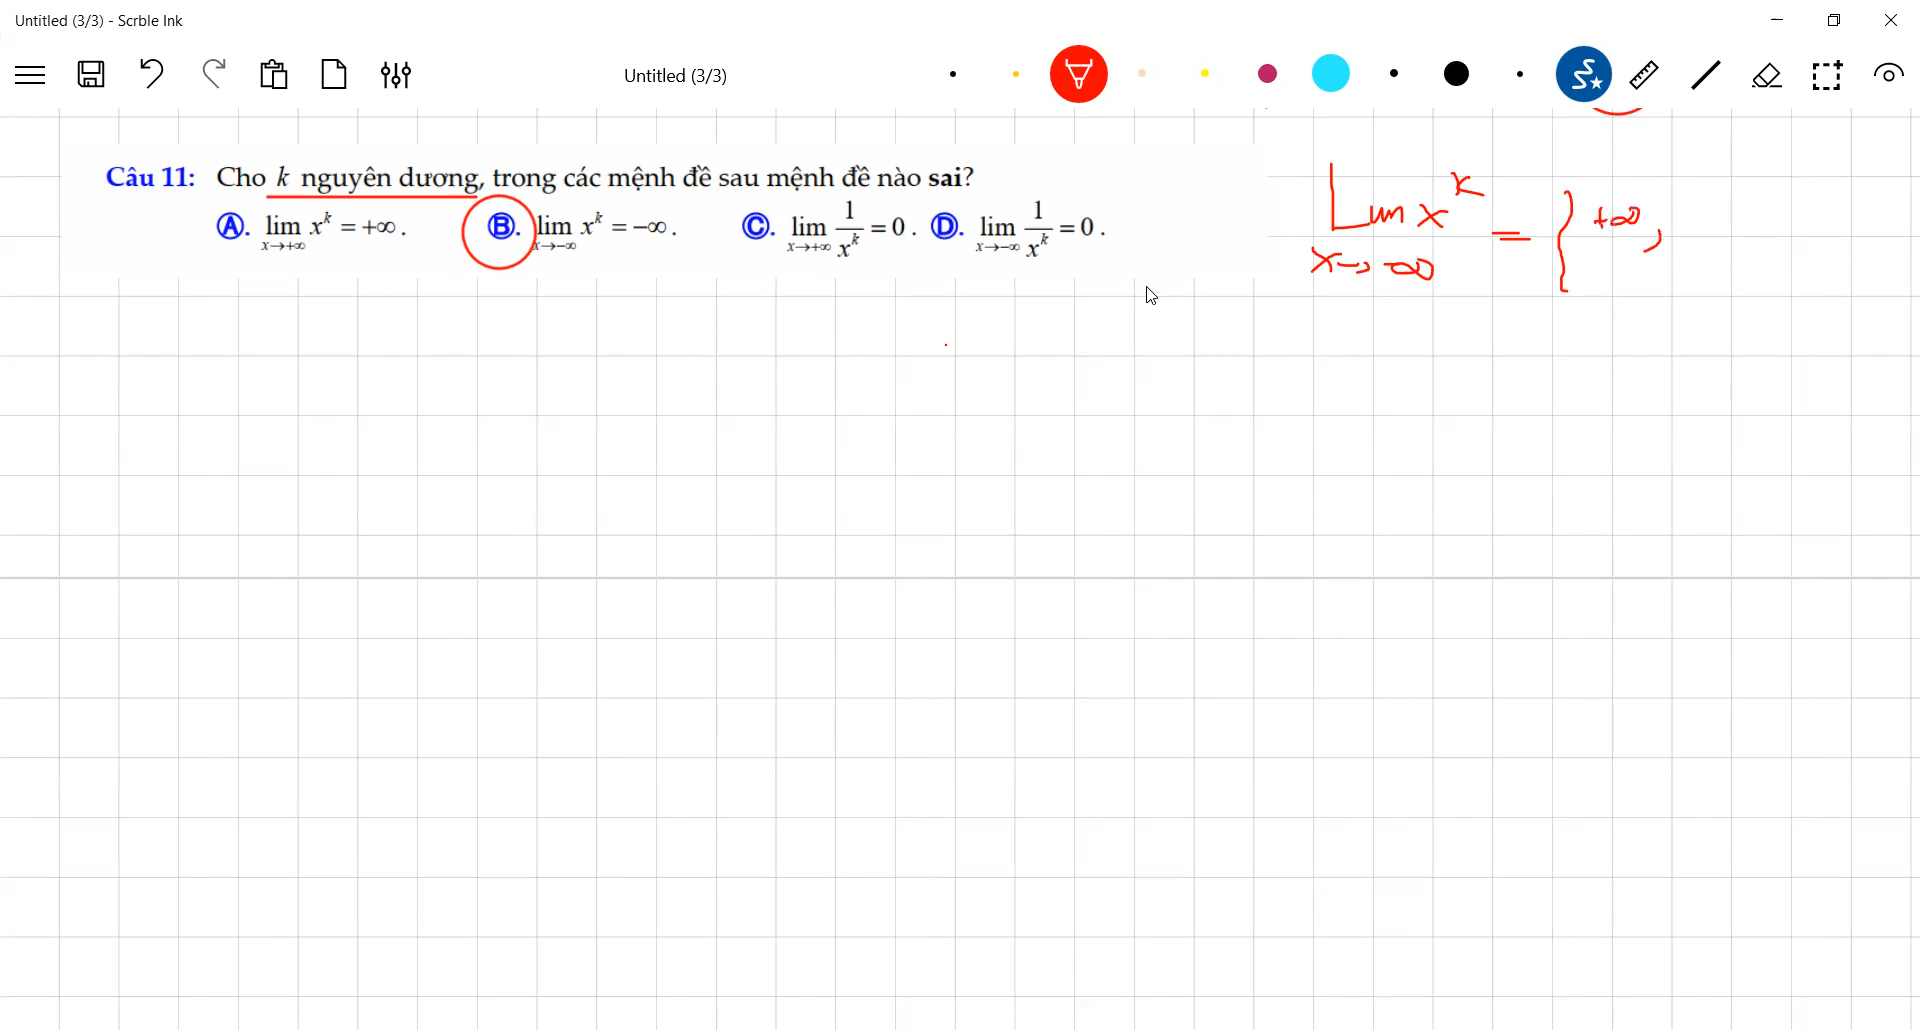 Untitled (3/3) - Scrble Ink
Untitled (3/3)
Câu 11: Cho k nguyên dương, trong các mệnh đề sau mệnh đề nào sai?
A. lim x→+∞ x^k = +∞. B. lim x→−∞ x^k = −∞. C. lim x→+∞ 1/x^k = 0. D. lim x→−∞ 1/x^k = 0.
Lim x^k = { +∞,
x→ -∞